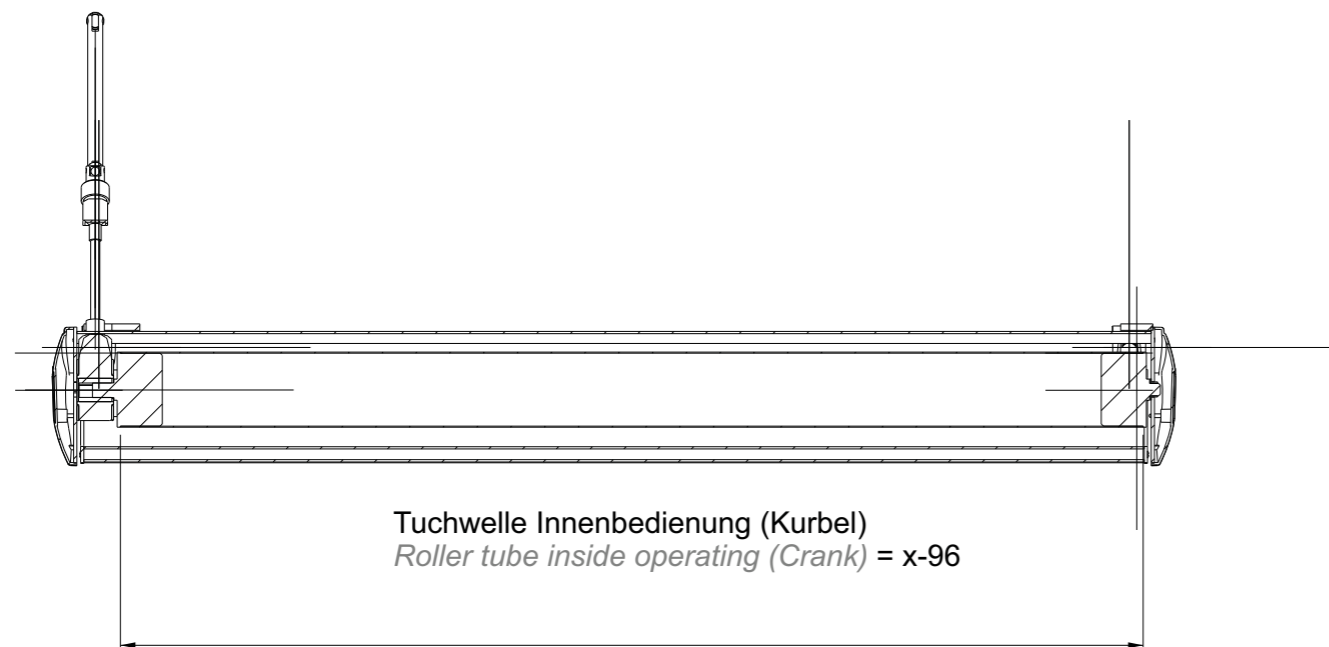 Tuchwelle Innenbedienung (Kurbel)
Roller tube inside operating (Crank) = x-96